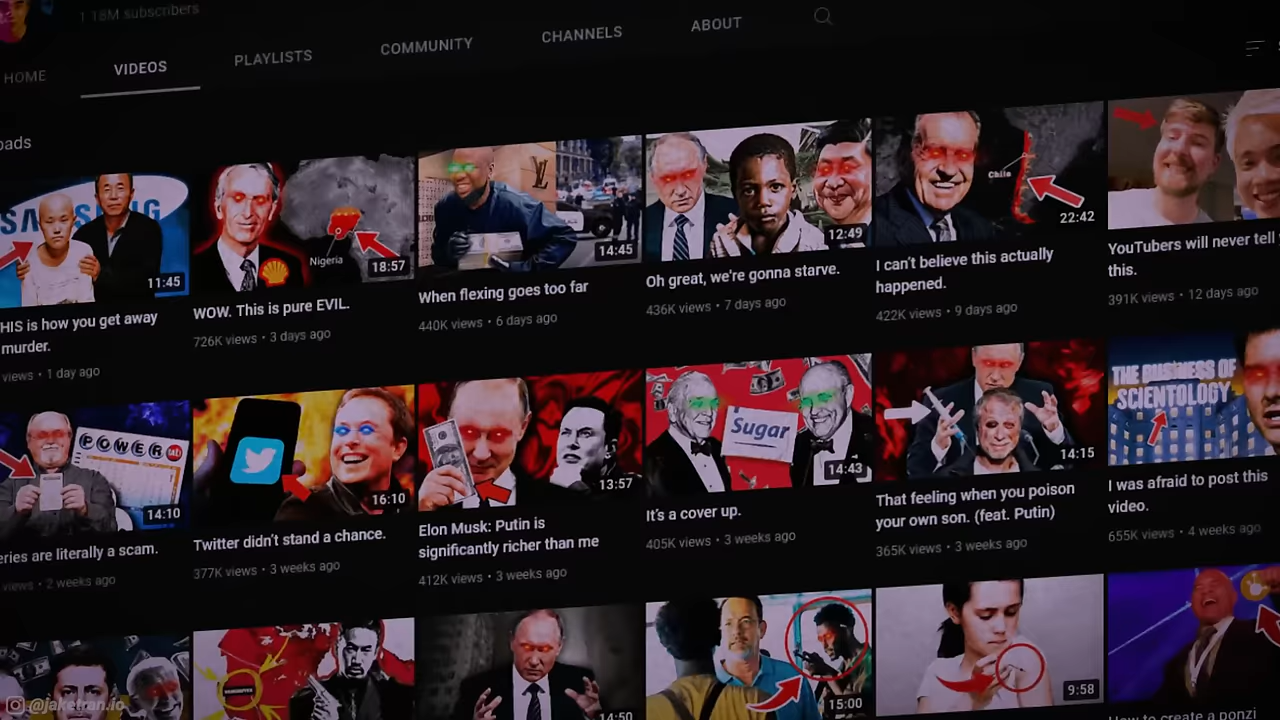 1.18M subscribers
HOME
VIDEOS
PLAYLISTS
COMMUNITY
CHANNELS
ABOUT
oads
SAMSUNG
11:45
HIS is how you get away
murder.
views • 1 day ago
Nigeria
18:57
WOW. This is pure EVIL.
726K views • 3 days ago
LV
14:45
When flexing goes too far
440K views • 6 days ago
12:49
Oh great, we're gonna starve.
436K views • 7 days ago
Chile
22:42
I can't believe this actually
happened.
422K views • 9 days ago
YouTubers will never tell
this.
391K views • 12 days ago
POWER
14:10
eries are literally a scam.
views • 2 weeks ago
16:10
Twitter didn't stand a chance.
377K views • 3 weeks ago
13:57
Elon Musk: Putin is
significantly richer than me
412K views • 3 weeks ago
Sugar
14:43
It's a cover up.
405K views • 3 weeks ago
14:15
That feeling when you poison
your own son. (feat. Putin)
365K views • 3 weeks ago
THE BUSINESS OF
SCIENTOLOGY
I was afraid to post this
video.
655K views • 4 weeks ago
14:50
15:00
9:58
How to create a ponzi
@jaketran.io